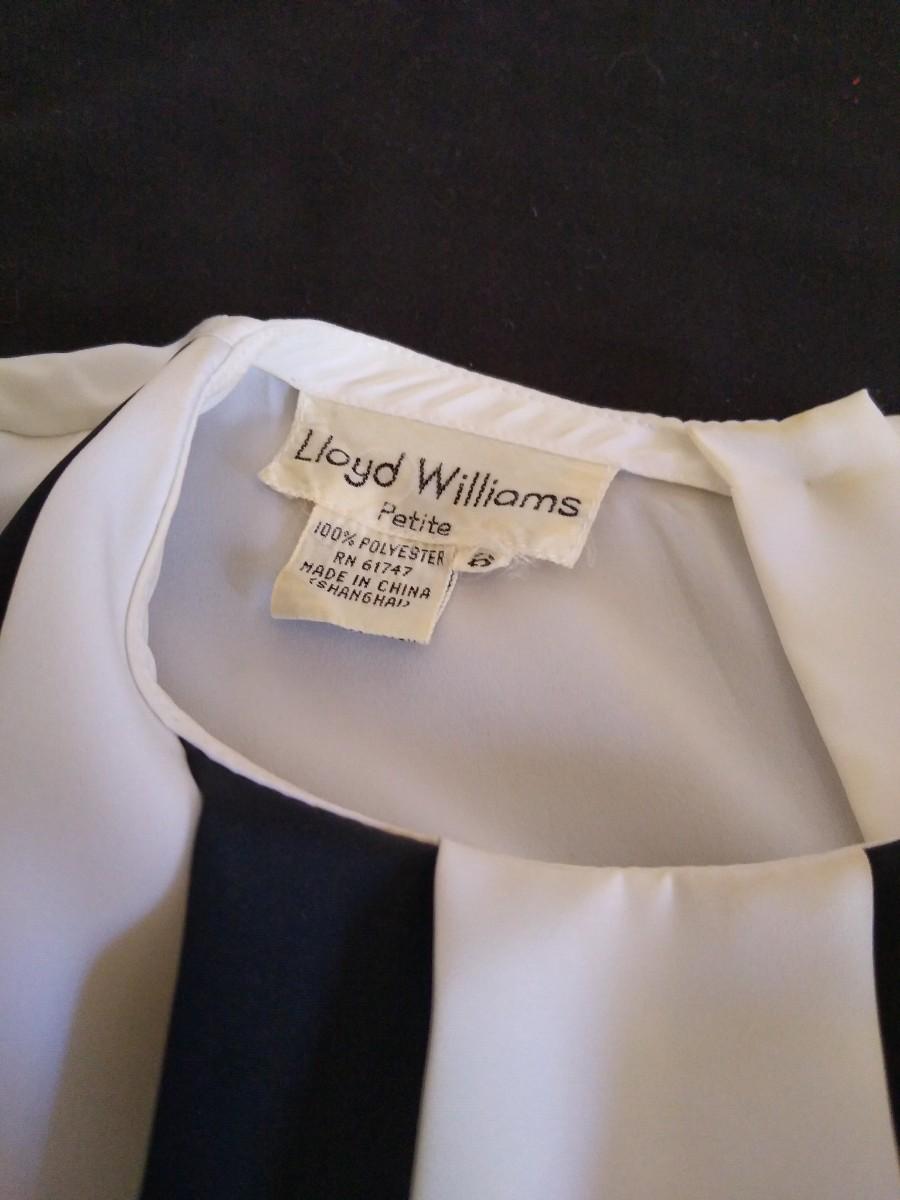 Lloyd Williams
Petite
100% POLYESTER
RN 61747
MADE IN CHINA
(SHANGHAI)